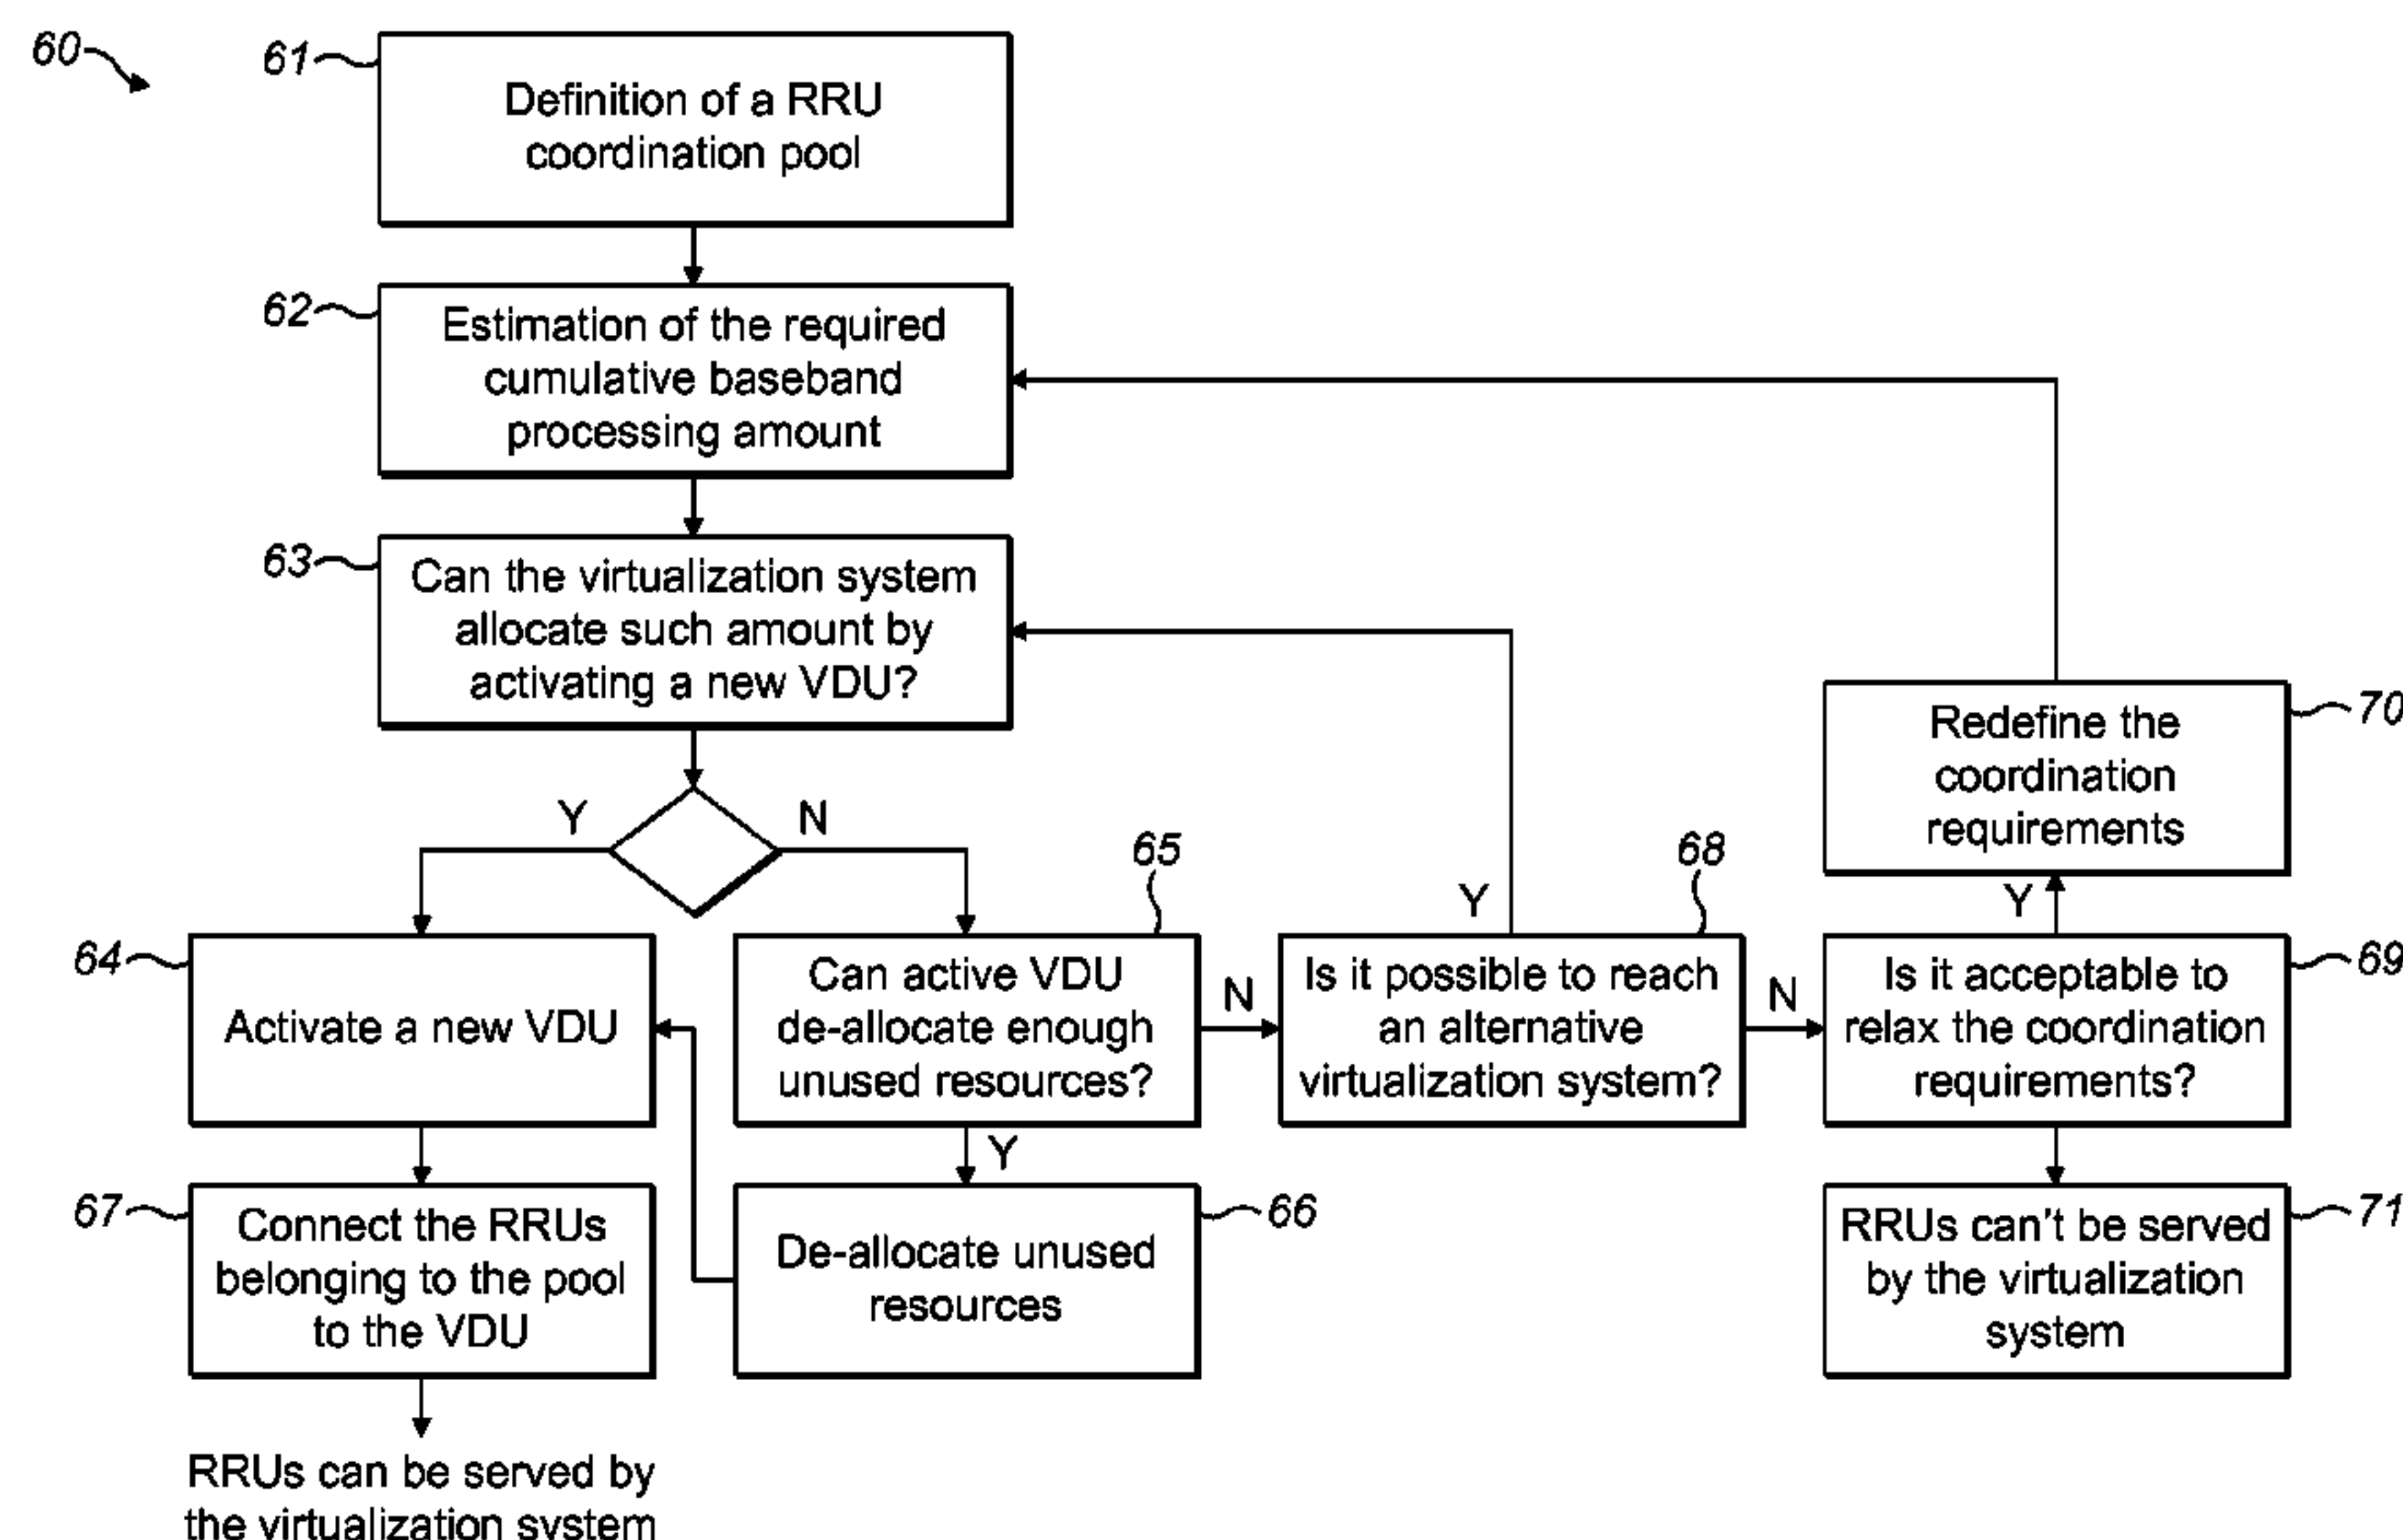 60
61
Definition of a RRU
coordination pool
62
Estimation of the required
cumulative baseband
processing amount
63
Can the virtualization system
allocate such amount by
activating a new VDU?
Y
N
64
Activate a new VDU
65
Can active VDU
de-allocate enough
unused resources?
N
Y
68
Is it possible to reach
an alternative
virtualization system?
Y
N
69
Is it acceptable to
relax the coordination
requirements?
Y
70
Redefine the
coordination
requirements
67
Connect the RRUs
belonging to the pool
to the VDU
66
De-allocate unused
resources
71
RRUs can't be served
by the virtualization
system
RRUs can be served by
the virtualization system